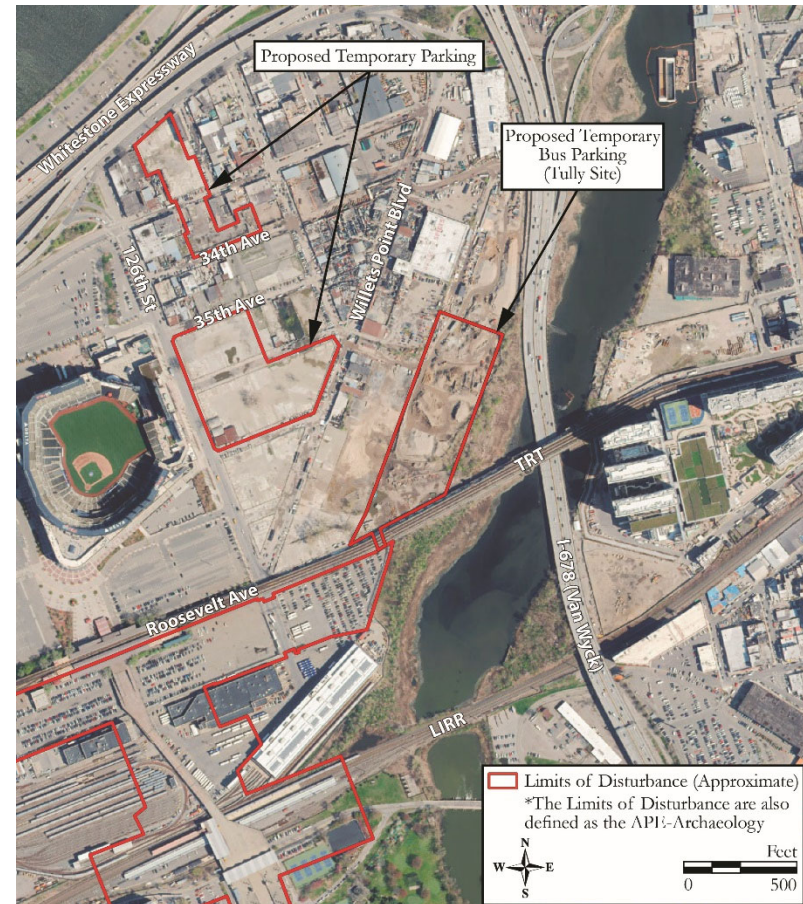 Proposed Temporary Parking
Whitestone Expressway
Proposed Temporary
Bus Parking
(Tully Site)
34th Ave
126th St
Willets Point Blvd
35th Ave
TRT
Roosevelt Ave
I-678 (Van Wyck)
LIRR
Limits of Disturbance (Approximate)
*The Limits of Disturbance are also
defined as the APE-Archaeology
N
W E
S
Feet
0 500